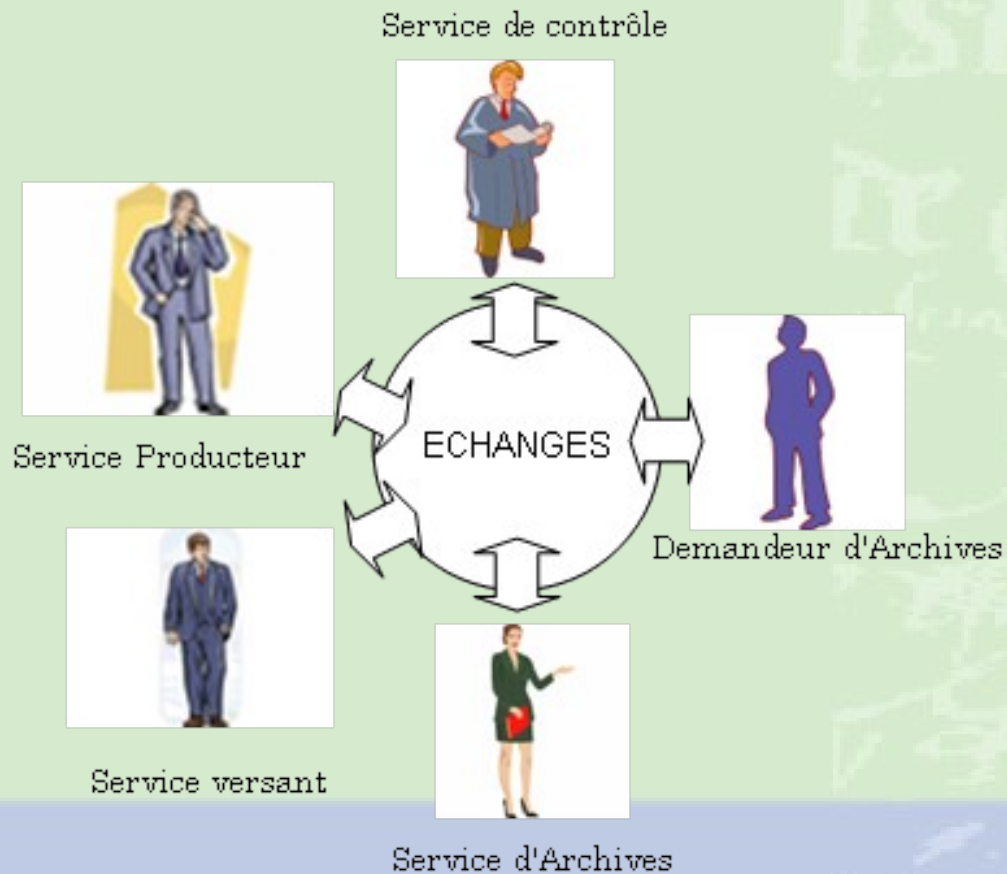 Service de contrôle
Service Producteur
ECHANGES
Demandeur d'Archives
Service versant
Service d'Archives